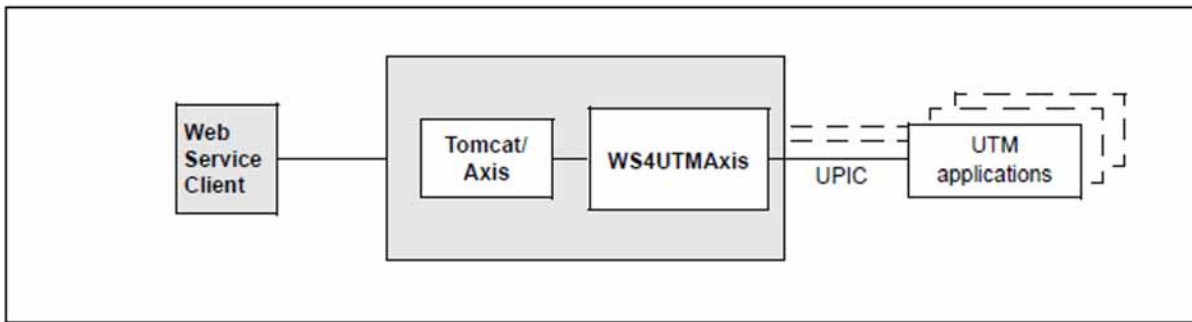 Web
Service
Client
Tomcat/
Axis
WS4UTMAxis
UPIC
UTM
applications